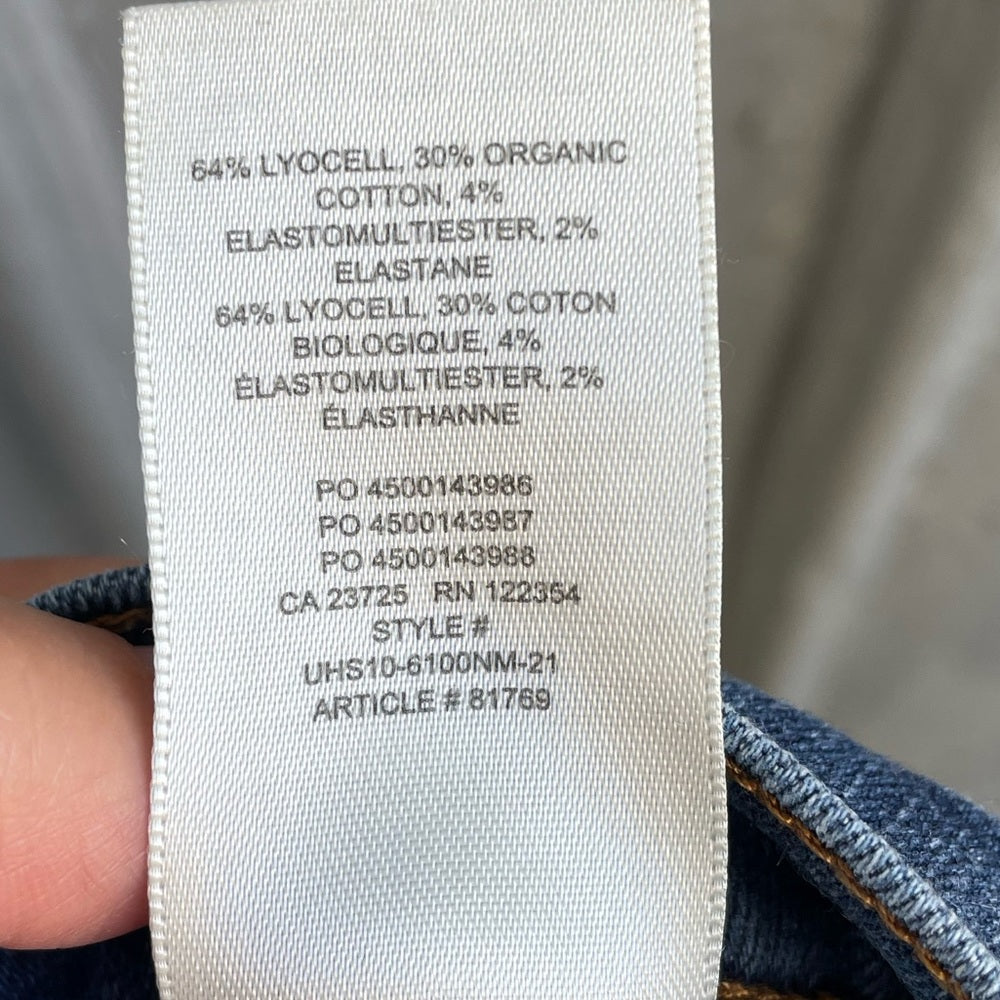 64% LYOCELL, 30% ORGANIC
COTTON, 4%
ELASTOMULTIESTER, 2%
ELASTANE
64% LYOCELL, 30% COTON
BIOLOGIQUE, 4%
ÉLASTOMULTIESTER, 2%
ÉLASTHANNE
PO 4500143986
PO 4500143987
PO 4500143988
CA 23725 RN 122354
STYLE #
UHS10-6100NM-21
ARTICLE # 81769